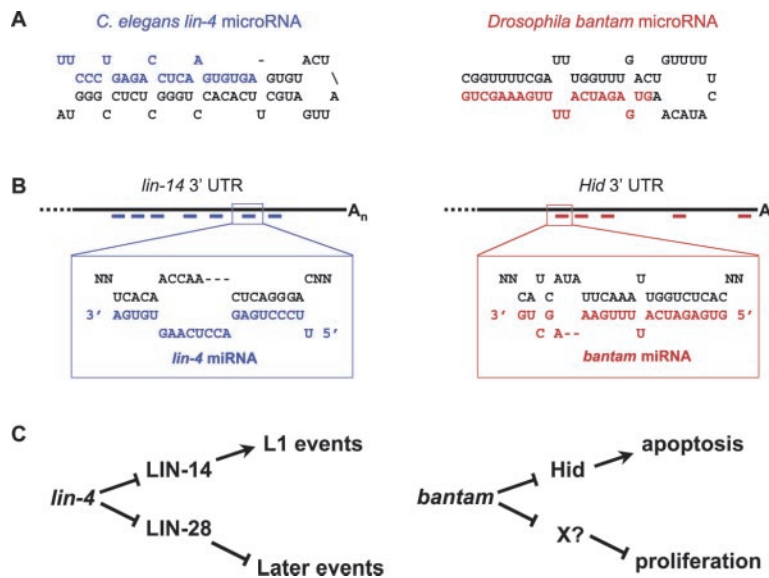 A C. elegans lin-4 microRNA Drosophila bantam microRNA
UU U C A - ACU UU G GUUUU
CCC GAGA CUCA GUGUGA GUGU \ CGGUUUUCGA UGGUUU ACU U
GGG CUCU GGGU CACACU CGUA A GUCGAAAGUU ACUAGA UGA C
AU C C C U GUU UU G ACAUA
B lin-14 3' UTR Hid 3' UTR
An A
NN ACCAA--- CNN NN U AUA U NN
UCACA CUCAGGGA CA C UUCAAA UGGUCUCAC
3' AGUGU GAGUCCCU 3' GU G AAGUUU ACUAGAGUG 5'
GAACUCCA U 5' C A-- U
lin-4 miRNA bantam miRNA
C L1 events apoptosis
LIN-14 Hid
lin-4 bantam
LIN-28 X?
Later events proliferation